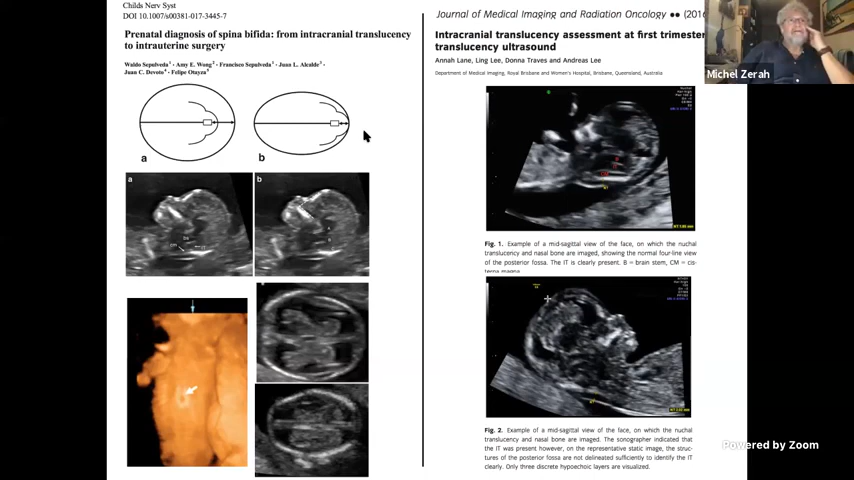 Childs Nerv Syst
DOI 10.1007/s00381-017-3445-7
Prenatal diagnosis of spina bifida: from intracranial translucency
to intrauterine surgery
Waldo Sepulveda¹ · Amy E. Wong² · Francisco Sepulveda¹ · Juan L. Alcalde³ ·
Juan C. Devoto⁴ · Felipe Otayza⁵
a
b
a
b
Journal of Medical Imaging and Radiation Oncology •• (2016
Intracranial translucency assessment at first trimester
translucency ultrasound
Annah Lane, Ling Lee, Donna Traves and Andreas Lee
Department of Medical Imaging, Royal Brisbane and Women's Hospital, Brisbane, Queensland, Australia
Fig. 1. Example of a mid-sagittal view of the face, on which the nuchal
translucency and nasal bone are imaged, showing the normal four-line view
of the posterior fossa. The IT is clearly present. B = brain stem, CM = cis-
terna magna
Fig. 2. Example of a mid-sagittal view of the face, on which the nuchal
translucency and nasal bone are imaged. The sonographer indicated that
the IT was present however, on the representative static image, the struc-
tures of the posterior fossa are not delineated sufficiently to identify the IT
clearly. Only three discrete hypoechoic layers are visualized.
Michel Zerah
Powered by Zoom